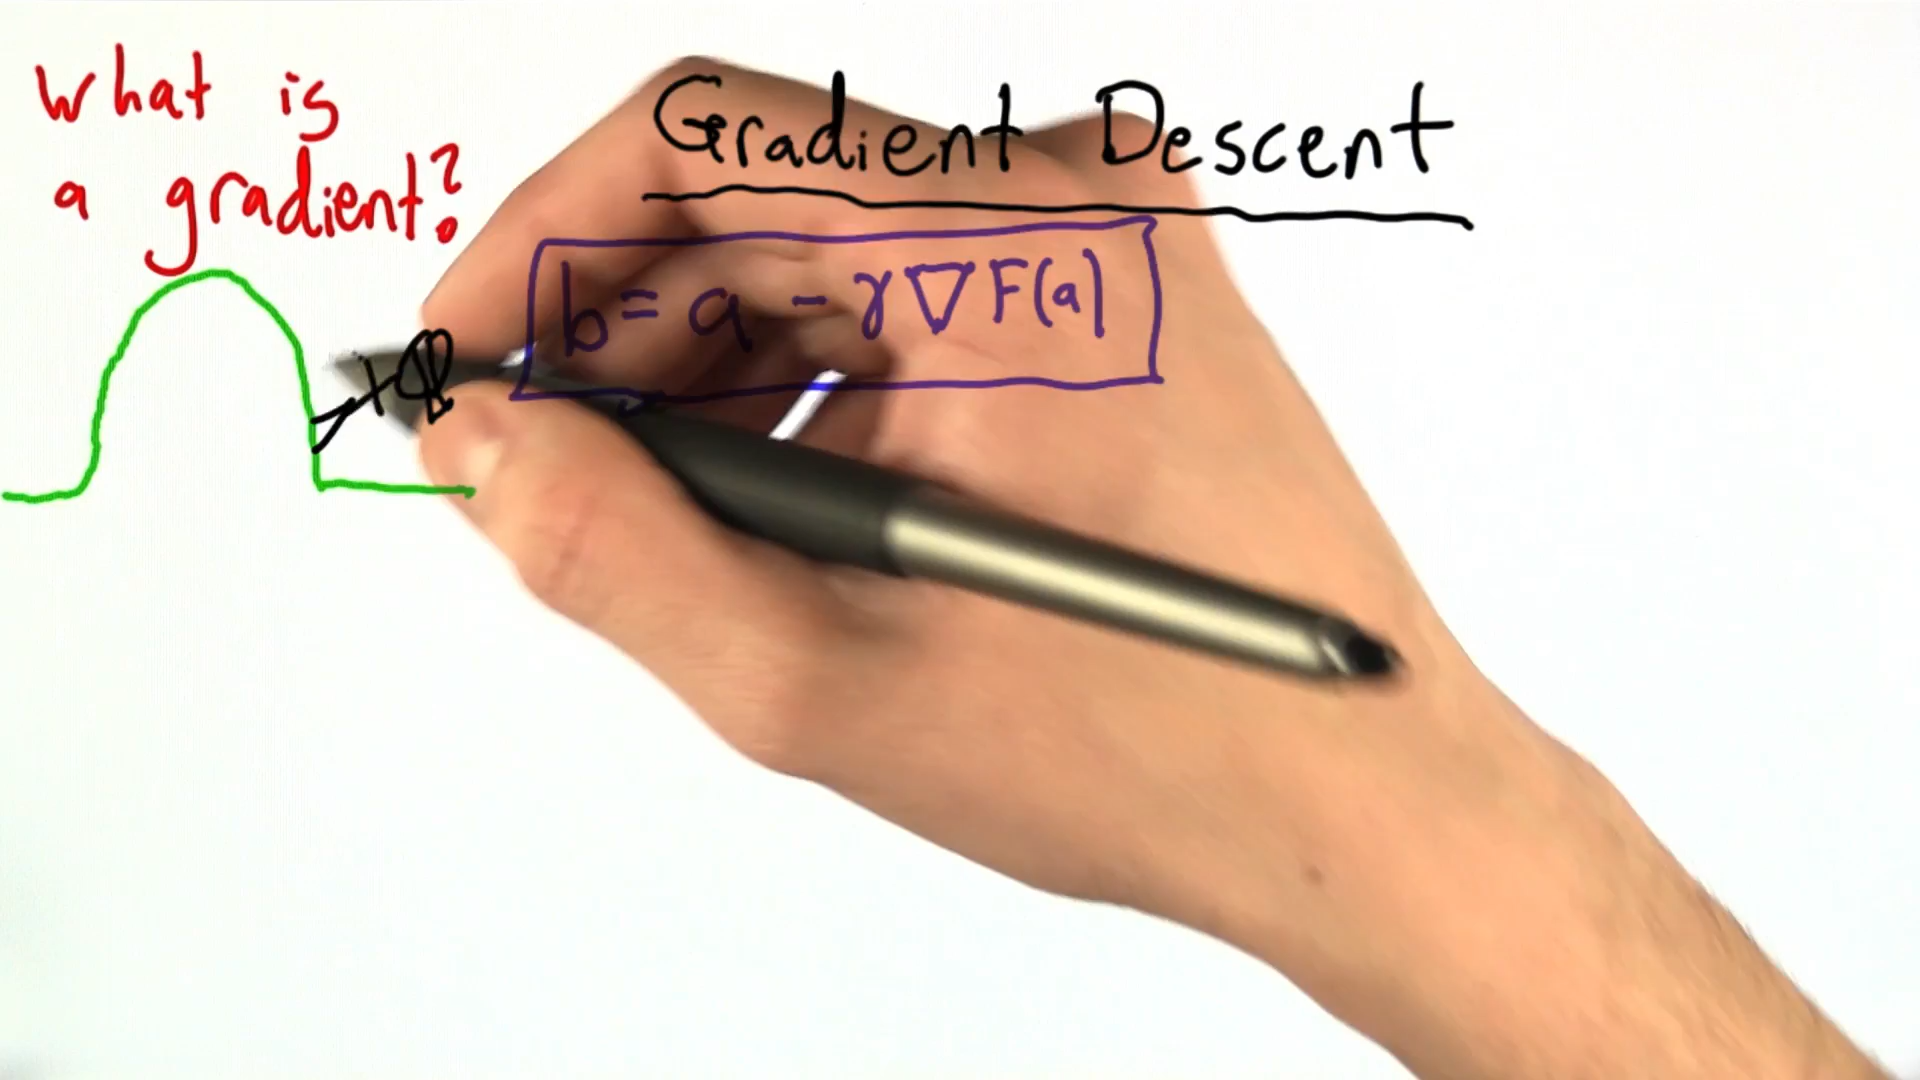 What is
a gradient?
Gradient Descent
b = a - γ∇F(a)